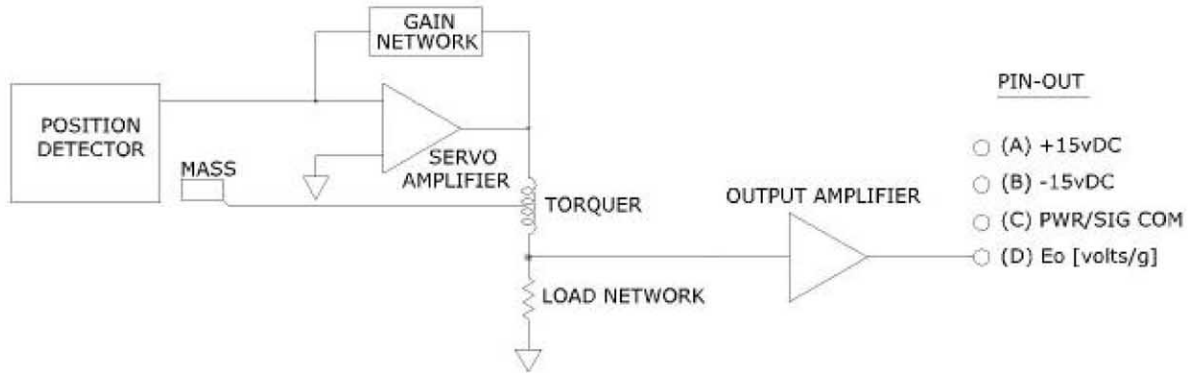 GAIN
NETWORK
POSITION
DETECTOR
MASS
SERVO
AMPLIFIER
TORQUER
LOAD NETWORK
OUTPUT AMPLIFIER
PIN-OUT
(A) +15vDC
(B) -15vDC
(C) PWR/SIG COM
(D) Eo [volts/g]